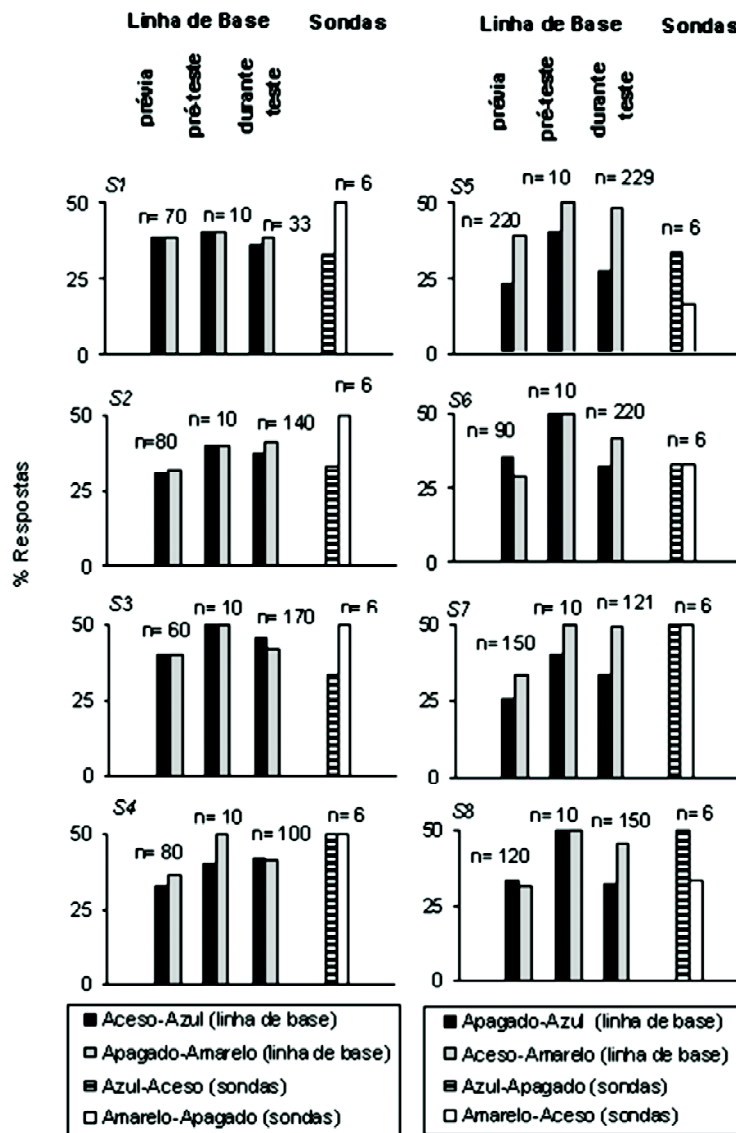 Linha de Base Sondas
prévia
pré-teste
durante
teste
Linha de Base Sondas
prévia
pré-teste
durante
teste
% Respostas
S1
n= 6
n= 70
n= 10
n= 33
50
25
0
S2
n= 6
n=80
n= 10
n= 140
50
25
0
S3
n= 10
n= 170
n= 6
n= 60
50
25
0
S4
n= 10
n= 6
n= 80
n= 100
50
25
0
Aceso-Azul (linha de base)
Apagado-Amarelo (linha de base)
Azul-Aceso (sondas)
Amarelo-Apagado (sondas)
S5
n= 10
n= 229
n= 220
n= 6
50
25
0
S6
n= 10
n= 220
n= 90
n= 6
50
25
0
S7
n= 10
n= 121
n= 6
n= 150
50
25
0
S8
n= 10
n= 150
n= 6
n= 120
50
25
0
Apagado-Azul (linha de base)
Aceso-Amarelo (linha de base)
Azul-Apagado (sondas)
Amarelo-Aceso (sondas)